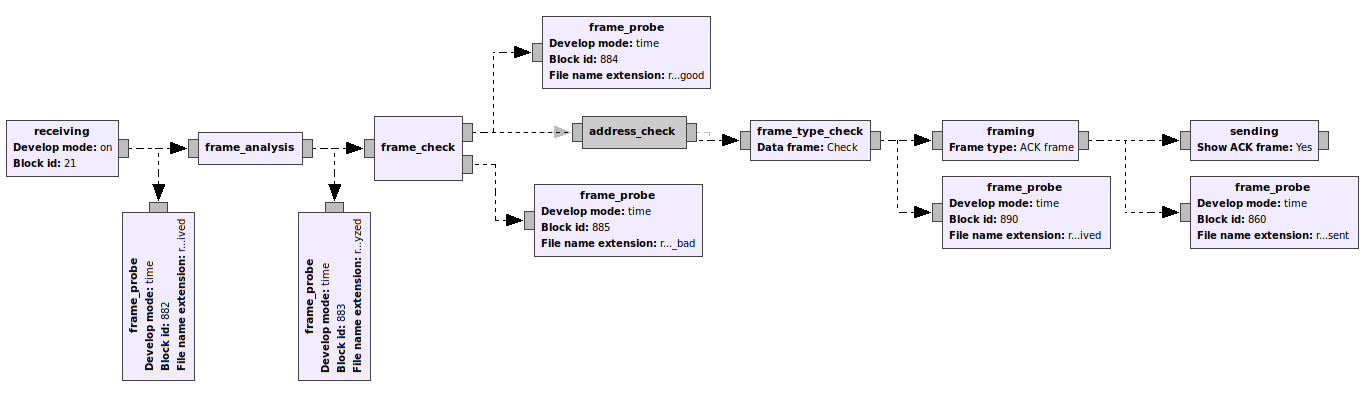 frame_probe
Develop mode: time
Block id: 884
File name extension: r...good
receiving
Develop mode: on
Block id: 21
frame_analysis
frame_check
address_check
frame_type_check
Data frame: Check
framing
Frame type: ACK frame
sending
Show ACK frame: Yes
frame_probe
Develop mode: time
Block id: 882
File name extension: r...ived
frame_probe
Develop mode: time
Block id: 883
File name extension: r...yzed
frame_probe
Develop mode: time
Block id: 885
File name extension: r..._bad
frame_probe
Develop mode: time
Block id: 890
File name extension: r...ived
frame_probe
Develop mode: time
Block id: 860
File name extension: r...sent